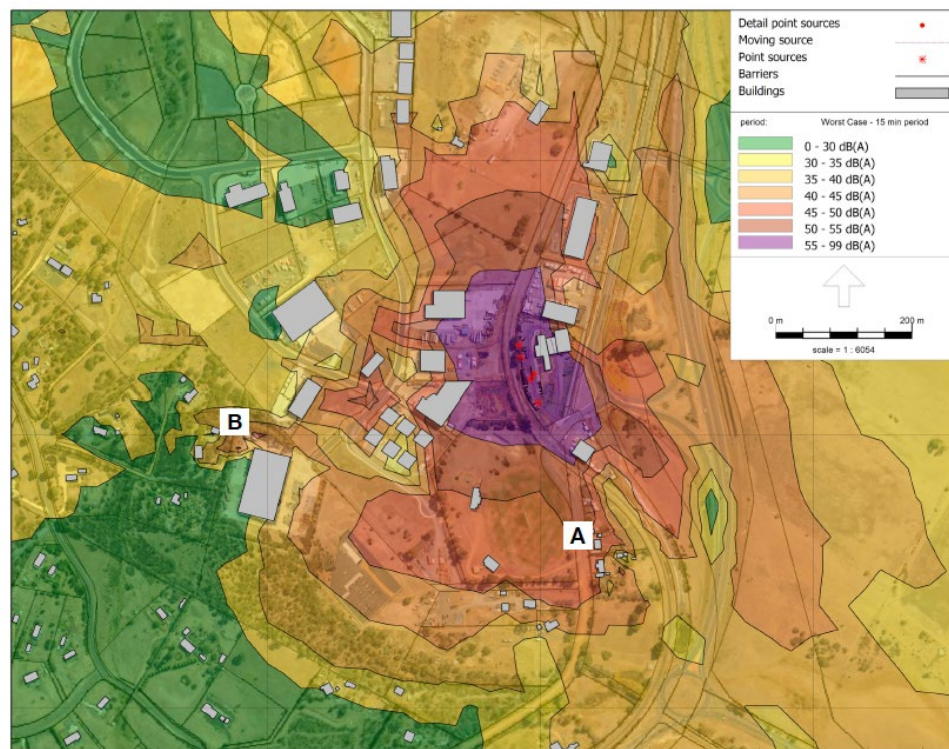 Detail point sources
Moving source
Point sources
Barriers
Buildings
period: Worst Case - 15 min period
0 - 30 dB(A)
30 - 35 dB(A)
35 - 40 dB(A)
40 - 45 dB(A)
45 - 50 dB(A)
50 - 55 dB(A)
55 - 99 dB(A)
0 m 200 m
scale = 1 : 6054
B
A